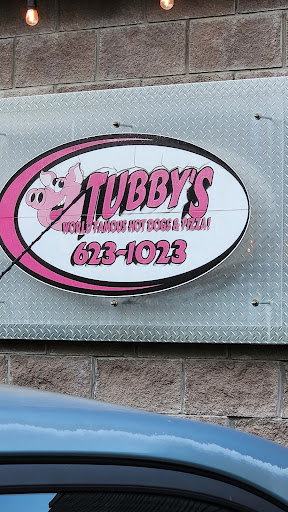 TUBBY'S
WORLD FAMOUS HOT DOGS & PIZZA!
623-1023